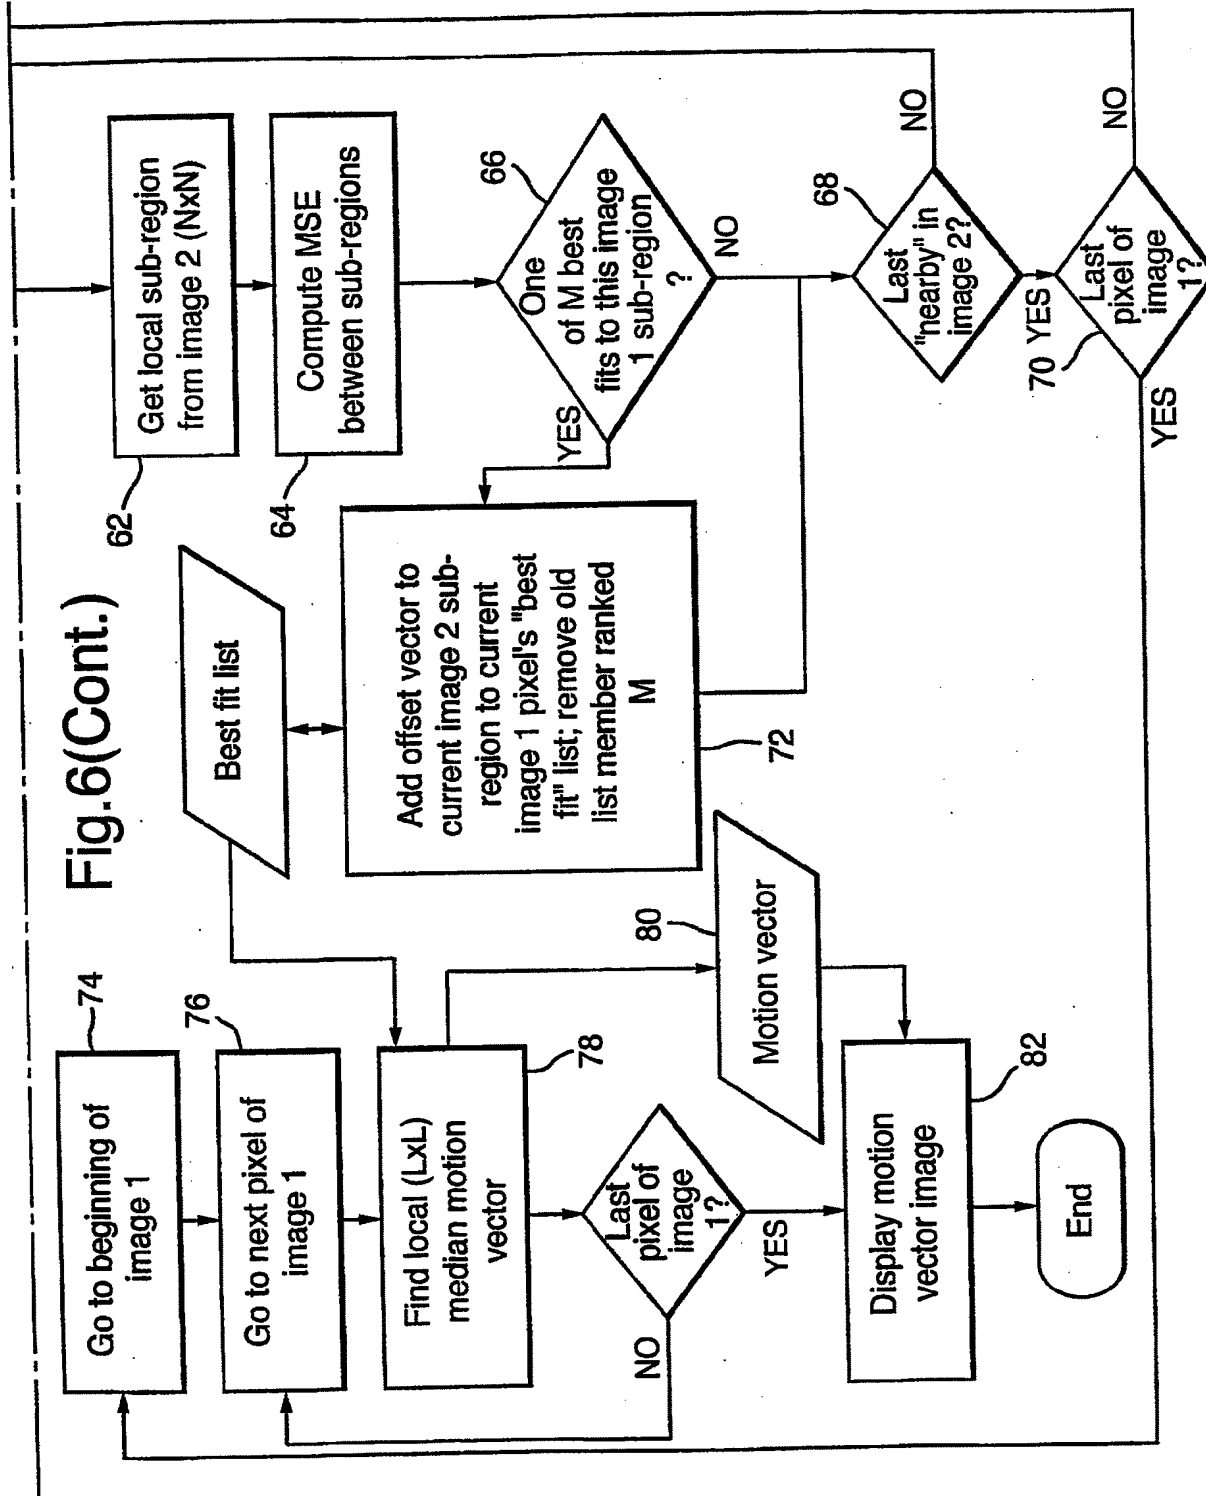 Fig.6(Cont.)
62
Get local sub-region
from image 2 (NxN)
64
Compute MSE
between sub-regions
66
One
of M best
fits to this image
1 sub-region
?
YES
NO
68
Last
"nearby" in
image 2?
NO
YES
70
Last
pixel of
image
1?
NO
YES
Best fit list
Add offset vector to
current image 2 sub-
region to current
image 1 pixel's "best
fit" list; remove old
list member ranked
M
72
74
Go to beginning of
image 1
76
Go to next pixel of
image 1
78
Find local (LxL)
median motion
vector
Last
pixel of
image
1?
NO
YES
80
Motion vector
82
Display motion
vector image
End